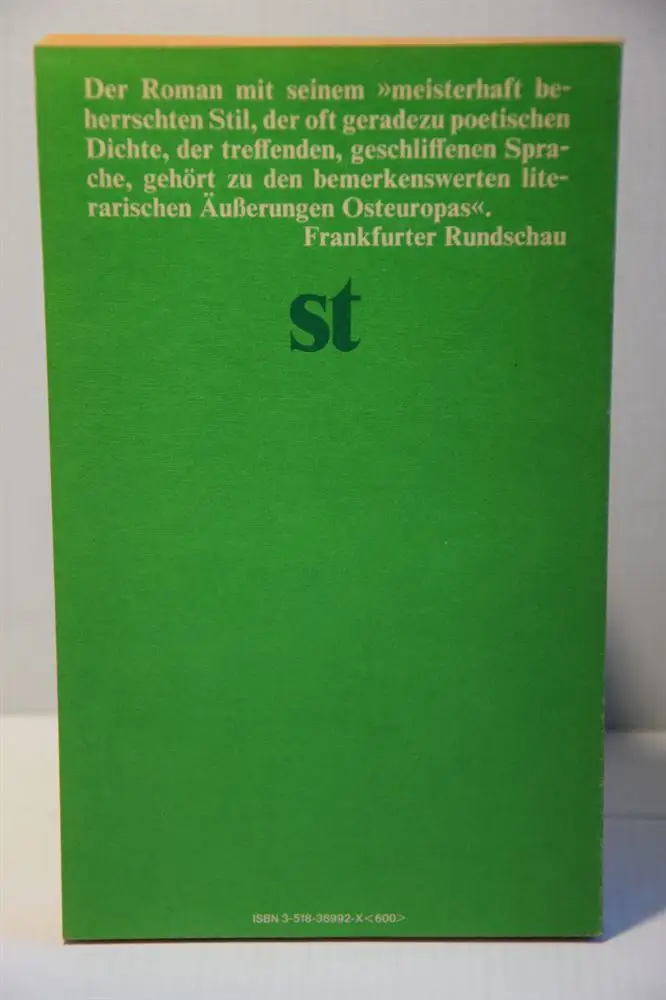 Der Roman mit seinem »meisterhaft be-
herrschten Stil, der oft geradezu poetischen
Dichte, der treffenden, geschliffenen Spra-
che, gehört zu den bemerkenswerten lite-
rarischen Äußerungen Osteuropas«.
Frankfurter Rundschau
st
ISBN 3-518-36992-X<600>